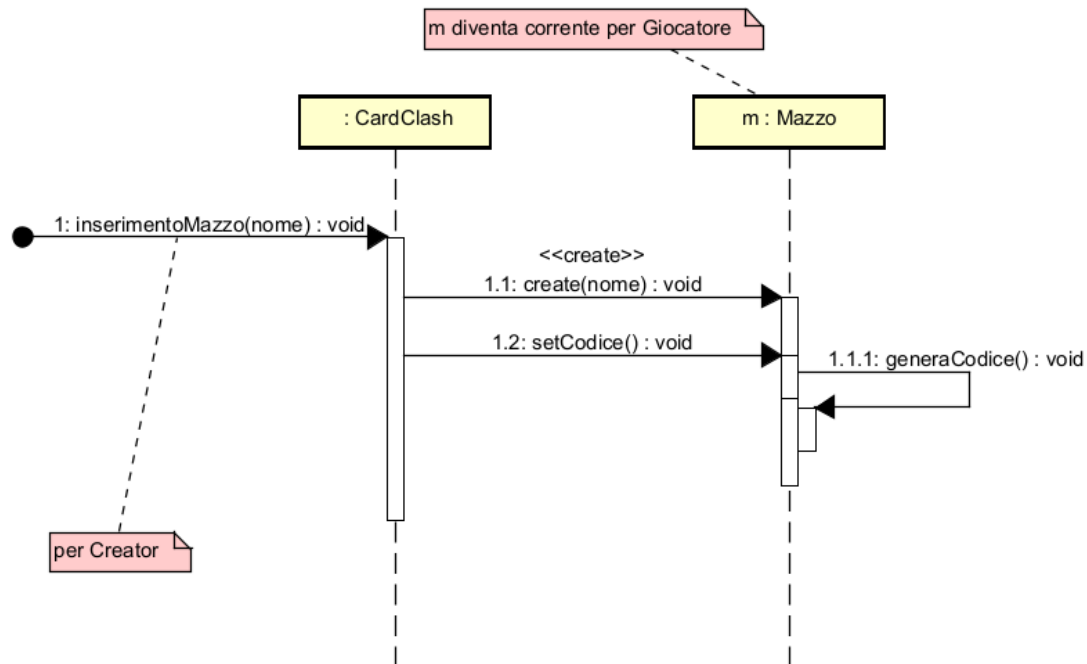 m diventa corrente per Giocatore
: CardClash
m : Mazzo
1: inserimentoMazzo(nome) : void
<<create>>
1.1: create(nome) : void
1.2: setCodice() : void
1.1.1: generaCodice() : void
per Creator